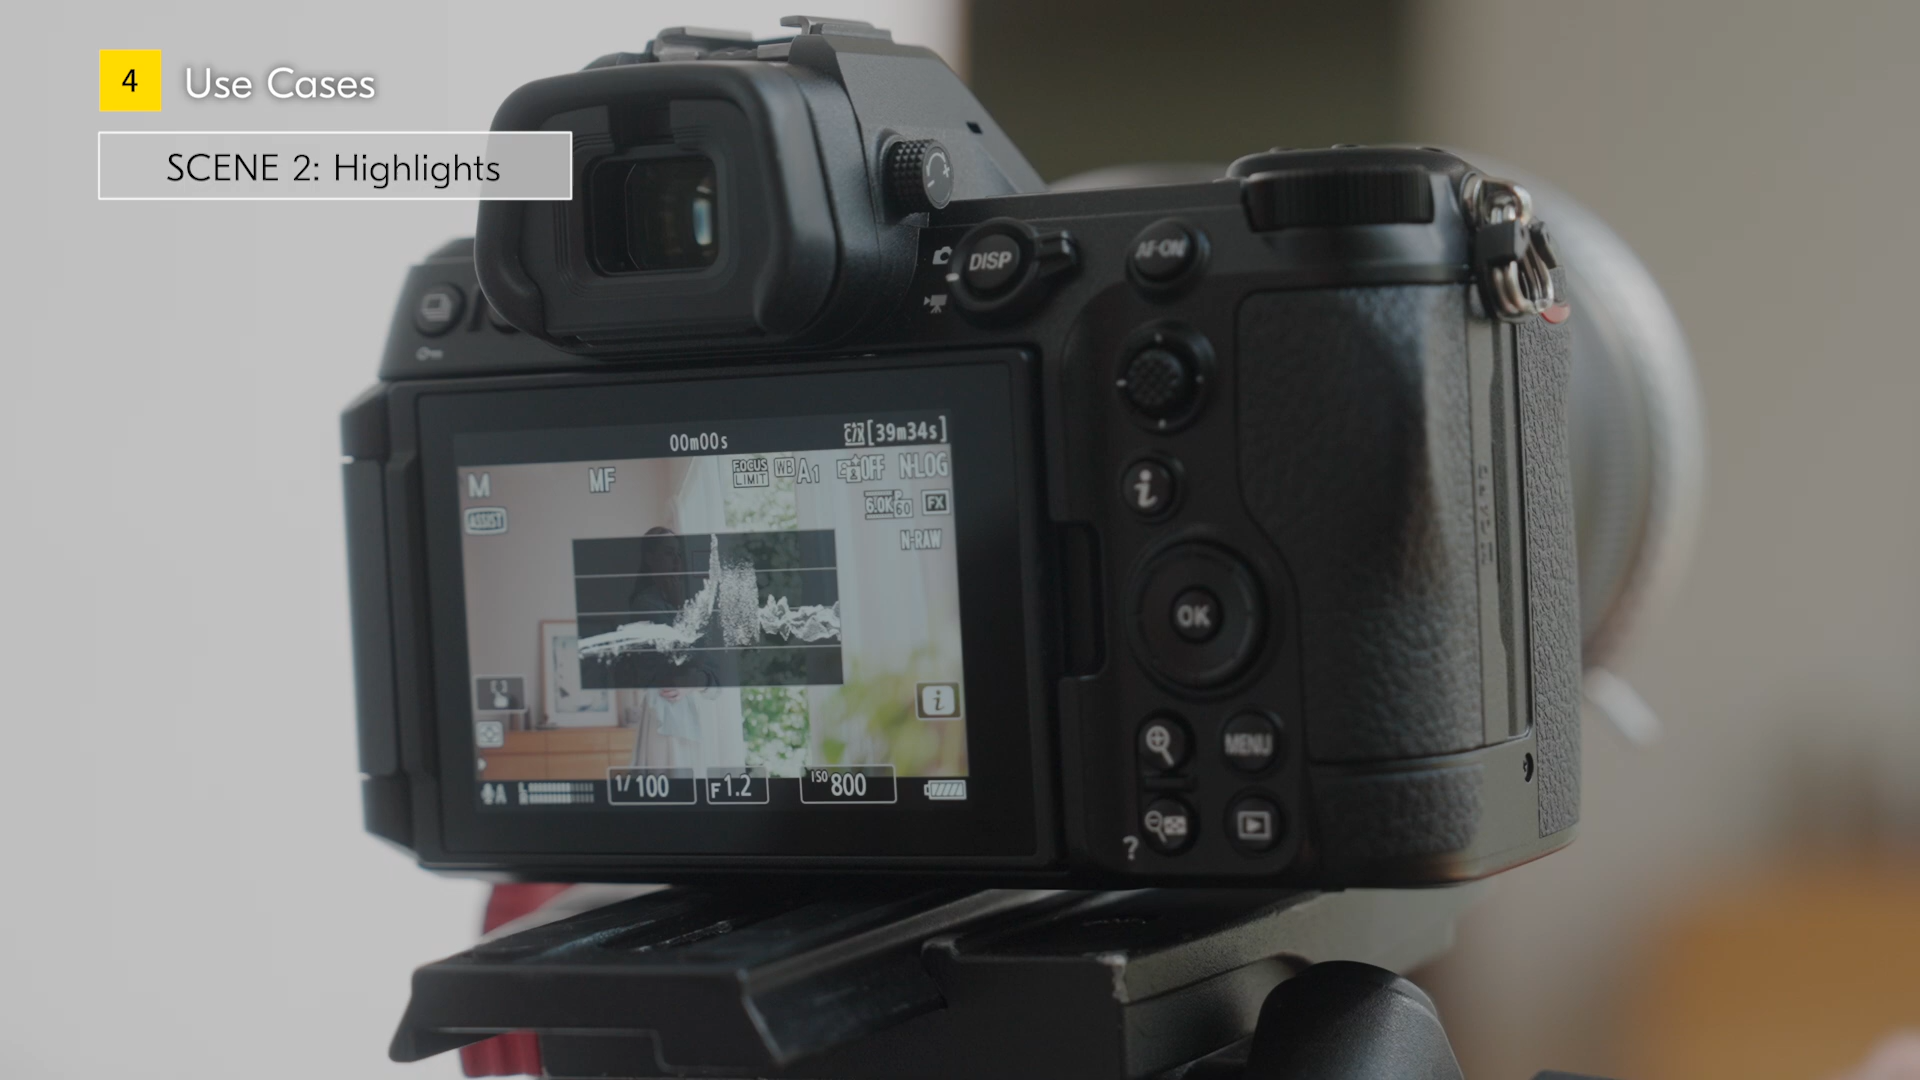 4 Use Cases
SCENE 2: Highlights
DISP
AF-ON
00m00s
[39m34s]
M MF FOCUS LIMIT WB A1 OFF N-LOG
ASSIST 6.0K P 60 FX
N-RAW
i
i
OK
MENU
?
A L R 1/100 F1.2 ISO 800